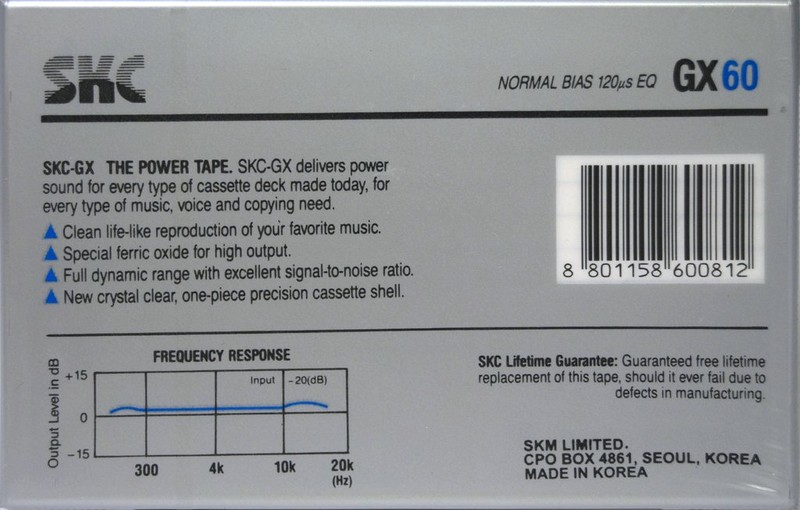 SKC
NORMAL BIAS 120µs EQ GX60
SKC-GX THE POWER TAPE. SKC-GX delivers power
sound for every type of cassette deck made today, for
every type of music, voice and copying need.
▲ Clean life-like reproduction of your favorite music.
▲ Special ferric oxide for high output.
▲ Full dynamic range with excellent signal-to-noise ratio.
▲ New crystal clear, one-piece precision cassette shell.
8 801158 600812
FREQUENCY RESPONSE
Output Level in dB
+15
0
-15
Input -20(dB)
300 4k 10k 20k
(Hz)
SKC Lifetime Guarantee: Guaranteed free lifetime
replacement of this tape, should it ever fail due to
defects in manufacturing.
SKM LIMITED.
CPO BOX 4861, SEOUL, KOREA
MADE IN KOREA